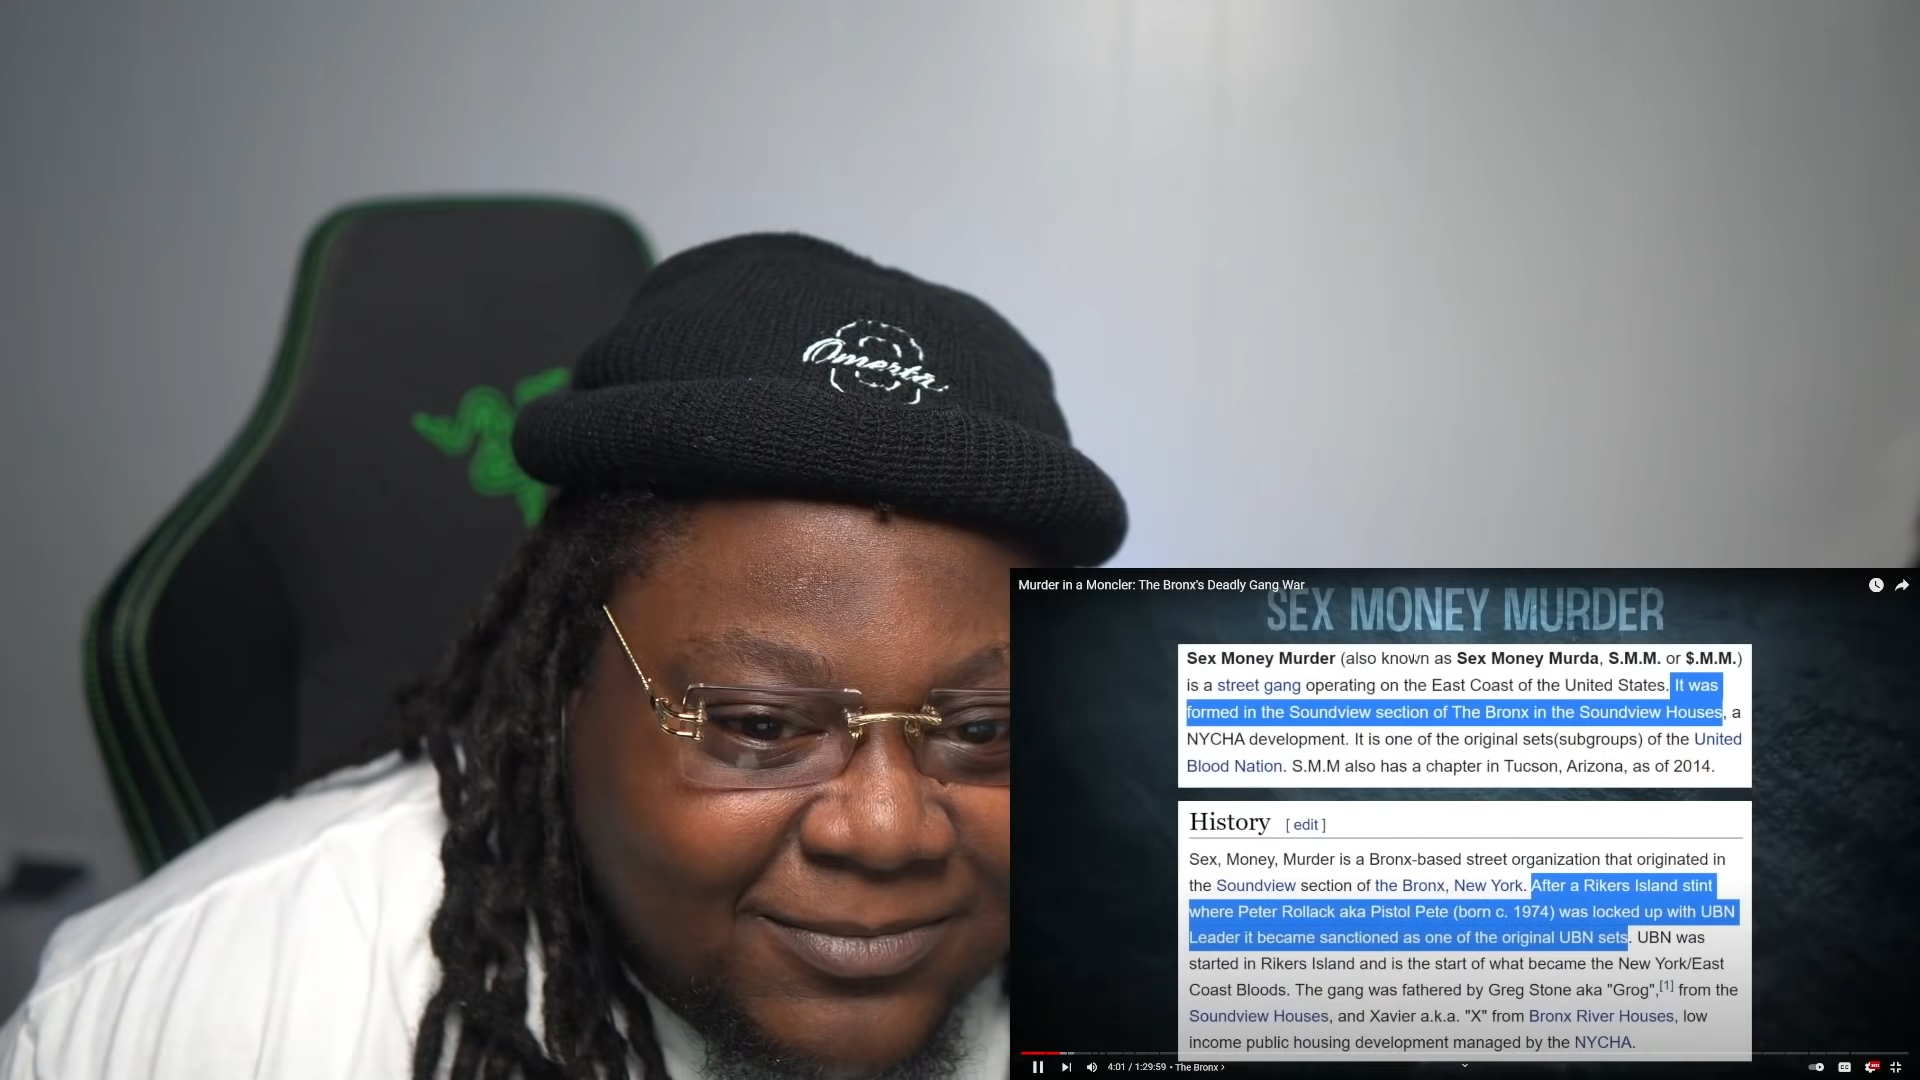 Omerta
Murder in a Moncler: The Bronx's Deadly Gang War
SEX MONEY MURDER
Sex Money Murder (also known as Sex Money Murda, S.M.M. or $.M.M.)
is a street gang operating on the East Coast of the United States. It was
formed in the Soundview section of The Bronx in the Soundview Houses, a
NYCHA development. It is one of the original sets(subgroups) of the United
Blood Nation. S.M.M also has a chapter in Tucson, Arizona, as of 2014.
History [ edit ]
Sex, Money, Murder is a Bronx-based street organization that originated in
the Soundview section of the Bronx, New York. After a Rikers Island stint
where Peter Rollack aka Pistol Pete (born c. 1974) was locked up with UBN
Leader it became sanctioned as one of the original UBN sets. UBN was
started in Rikers Island and is the start of what became the New York/East
Coast Bloods. The gang was fathered by Greg Stone aka "Grog",[1] from the
Soundview Houses, and Xavier a.k.a. "X" from Bronx River Houses, low
income public housing development managed by the NYCHA.
4:01 / 1:29:59 • The Bronx ›